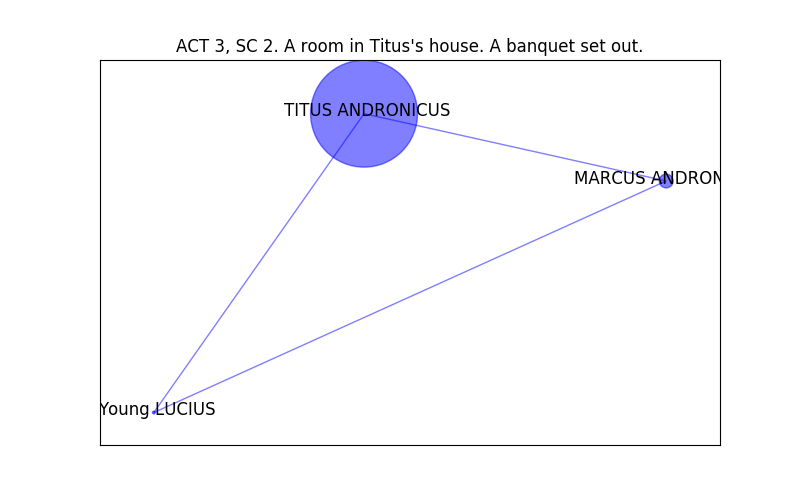 ACT 3, SC 2. A room in Titus's house. A banquet set out.
TITUS ANDRONICUS
MARCUS ANDRON
Young LUCIUS